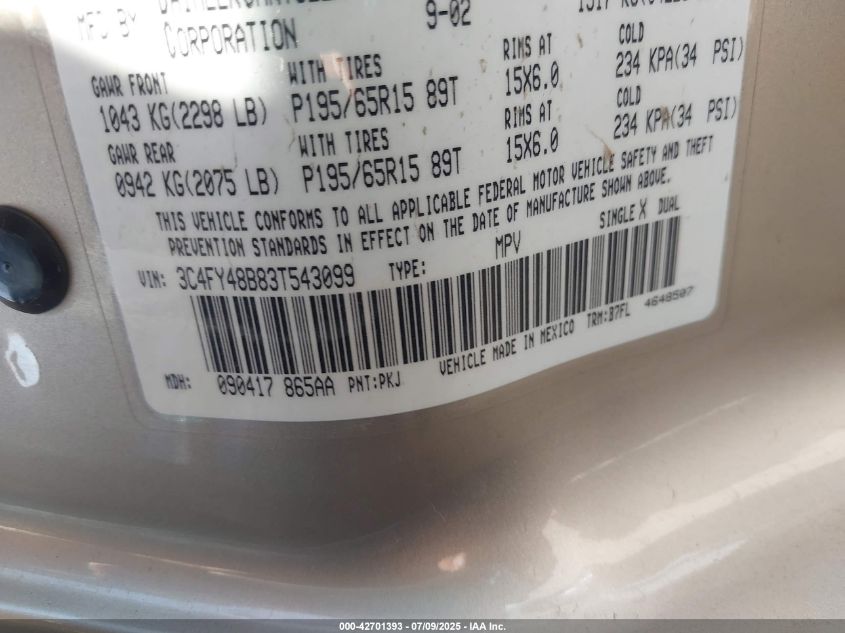 MFG BY
CORPORATION
9-02
GAWR FRONT WITH TIRES RIMS AT COLD
1043 KG(2298 LB) P195/65R15 89T 15X6.0 234 KPA(34 PSI)
GAWR REAR WITH TIRES RIMS AT COLD
0942 KG(2075 LB) P195/65R15 89T 15X6.0 234 KPA(34 PSI)
THIS VEHICLE CONFORMS TO ALL APPLICABLE FEDERAL MOTOR VEHICLE SAFETY AND THEFT
PREVENTION STANDARDS IN EFFECT ON THE DATE OF MANUFACTURE SHOWN ABOVE.
VIN: 3C4FY48B83T543099 TYPE: MPV SINGLE X DUAL
MDH: 090417 865AA PNT:PKJ VEHICLE MADE IN MEXICO TRM:B7FL 4648507
000-42701393 - 07/09/2025 - IAA Inc.